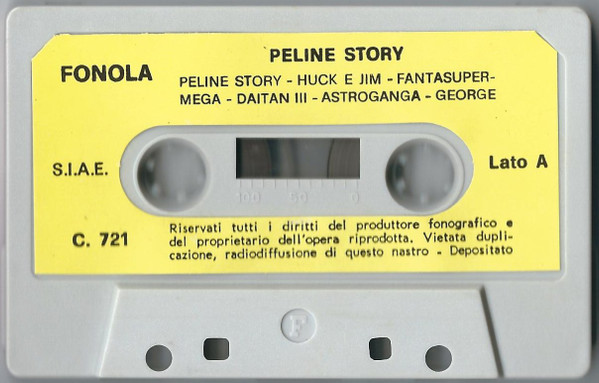 PELINE STORY
FONOLA
PELINE STORY - HUCK E JIM - FANTASUPER-
MEGA - DAITAN III - ASTROGANGA - GEORGE
S.I.A.E.
Lato A
100 50 0
C. 721
Riservati tutti i diritti del produttore fonografico e
del proprietario dell'opera riprodotta. Vietata dupli-
cazione, radiodiffusione di questo nastro - Depositato
F